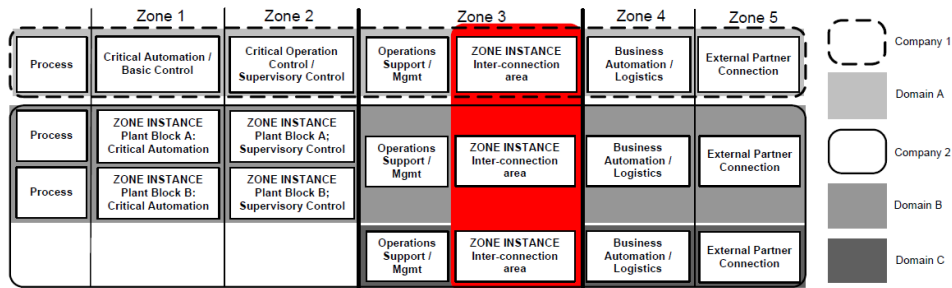 Zone 1
Zone 2
Zone 3
Zone 4
Zone 5
Process
Critical Automation /
Basic Control
Critical Operation
Control /
Supervisory Control
Operations
Support /
Mgmt
ZONE INSTANCE
Inter-connection
area
Business
Automation /
Logistics
External Partner
Connection
Company 1
Domain A
Company 2
Domain B
Domain C
Process
ZONE INSTANCE
Plant Block A:
Critical Automation
ZONE INSTANCE
Plant Block A;
Supervisory Control
Operations
Support /
Mgmt
ZONE INSTANCE
Inter-connection
area
Business
Automation /
Logistics
External Partner
Connection
Process
ZONE INSTANCE
Plant Block B:
Critical Automation
ZONE INSTANCE
Plant Block B;
Supervisory Control
Operations
Support /
Mgmt
ZONE INSTANCE
Inter-connection
area
Business
Automation /
Logistics
External Partner
Connection